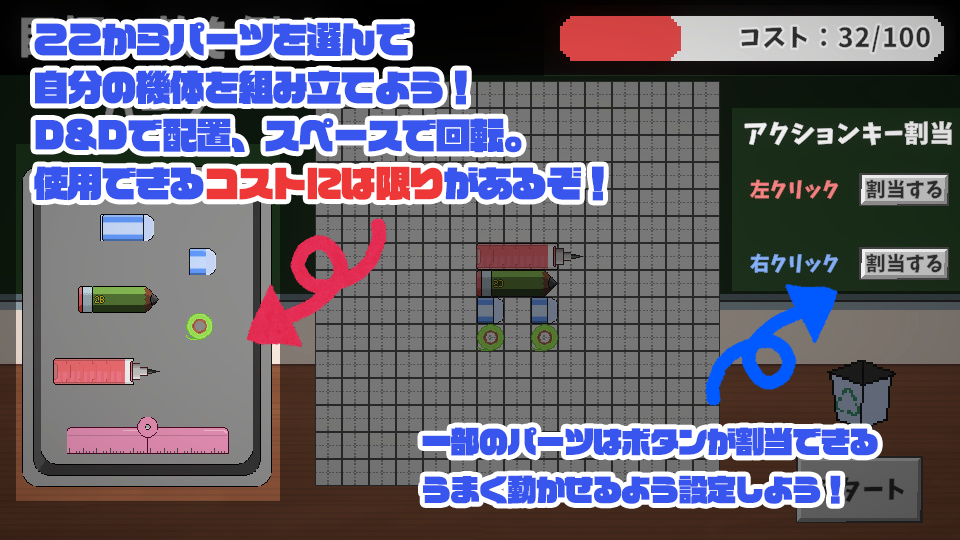 ここからパーツを選んで
自分の機体を組み立てよう！
D&Dで配置、スペースで回転。
使用できるコストには限りがあるぞ！
コスト：32/100
アクションキー割当
左クリック
割当する
右クリック
割当する
2B
一部のパーツはボタンが割当できる
うまく動かせるよう設定しよう！
タート